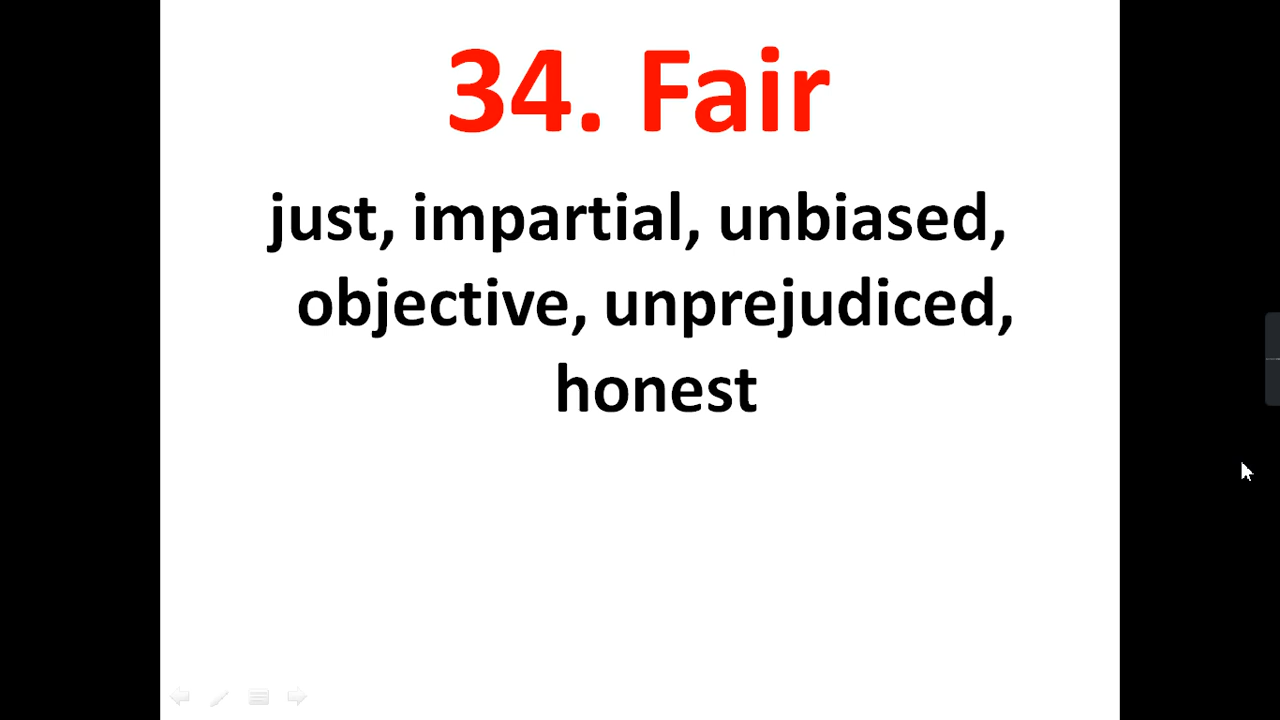 34. Fair
just, impartial, unbiased,
objective, unprejudiced,
honest